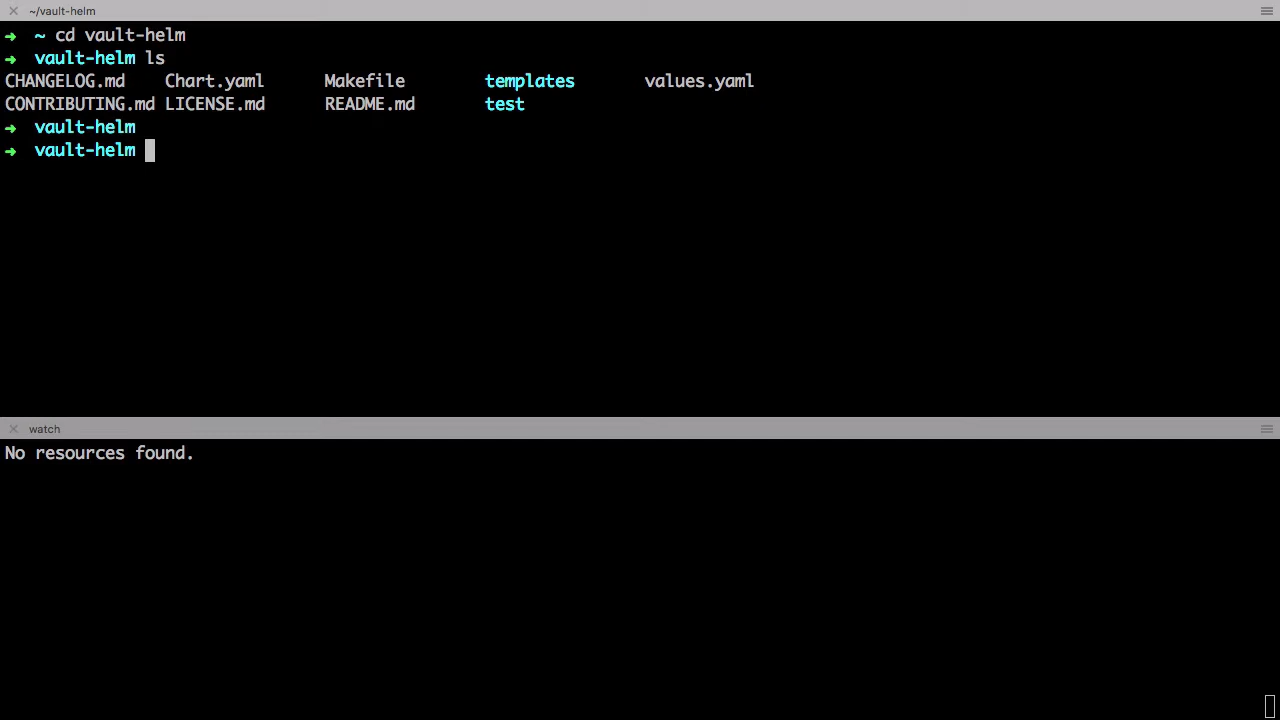 ~/vault-helm
➜ ~ cd vault-helm
➜ vault-helm ls
CHANGELOG.md Chart.yaml Makefile templates values.yaml
CONTRIBUTING.md LICENSE.md README.md test
➜ vault-helm
➜ vault-helm
watch
No resources found.